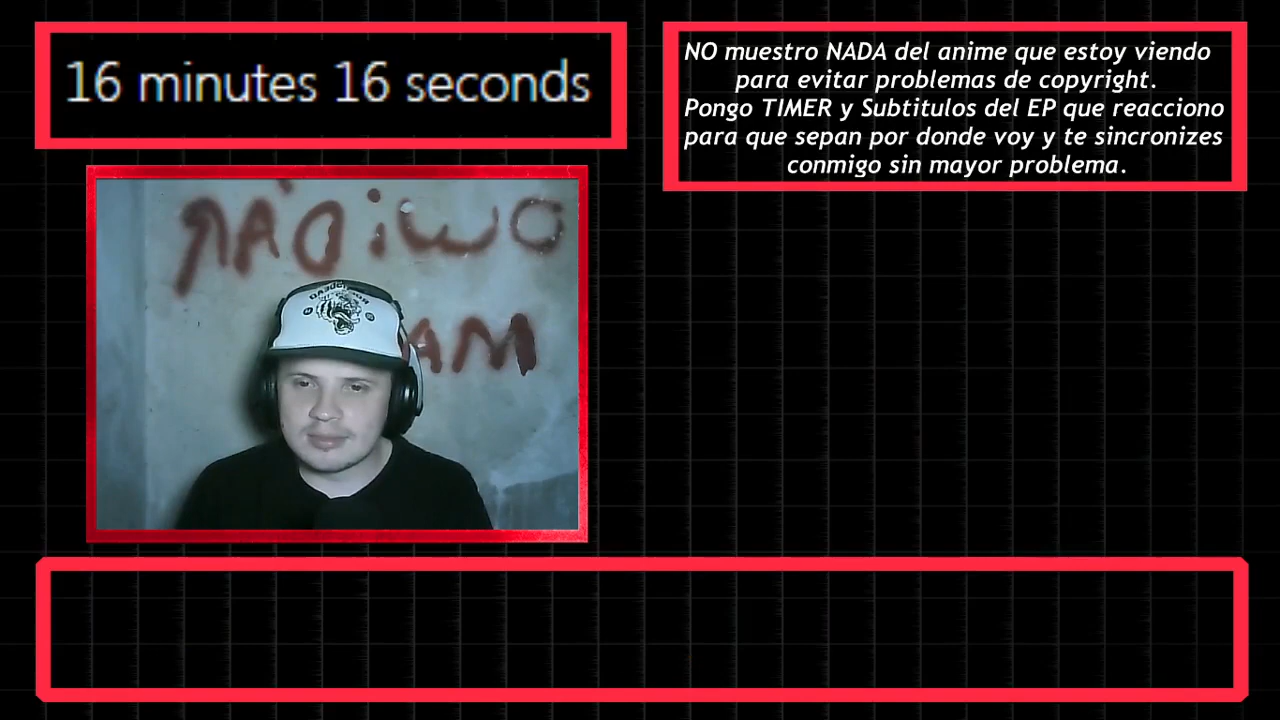 16 minutes 16 seconds
NO muestro NADA del anime que estoy viendo
para evitar problemas de copyright.
Pongo TIMER y Subtitulos del EP que reacciono
para que sepan por donde voy y te sincronizes
conmigo sin mayor problema.